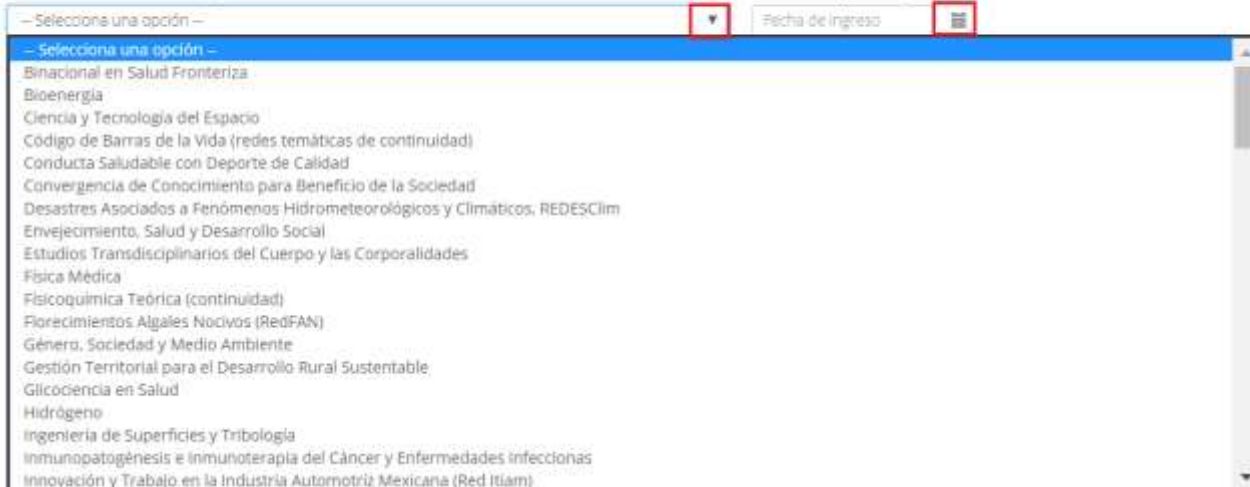 -- Selecciona una opción -- Fecha de ingreso
-- Selecciona una opción --
Binacional en Salud Fronteriza
Bioenergía
Ciencia y Tecnología del Espacio
Código de Barras de la Vida (redes temáticas de continuidad)
Conducta Saludable con Deporte de Calidad
Convergencia de Conocimiento para Beneficio de la Sociedad
Desastres Asociados a Fenómenos Hidrometeorológicos y Climáticos, REDESClim
Envejecimiento, Salud y Desarrollo Social
Estudios Transdisciplinarios del Cuerpo y las Corporalidades
Física Médica
Fisicoquímica Teórica (continuidad)
Florecimientos Algales Nocivos (RedFAN)
Género, Sociedad y Medio Ambiente
Gestión Territorial para el Desarrollo Rural Sustentable
Glicociencia en Salud
Hidrógeno
Ingeniería de Superficies y Tribología
Inmunopatogénesis e Inmunoterapia del Cáncer y Enfermedades Infeccionas
Innovación y Trabajo en la Industria Automotriz Mexicana (Red Itiam)